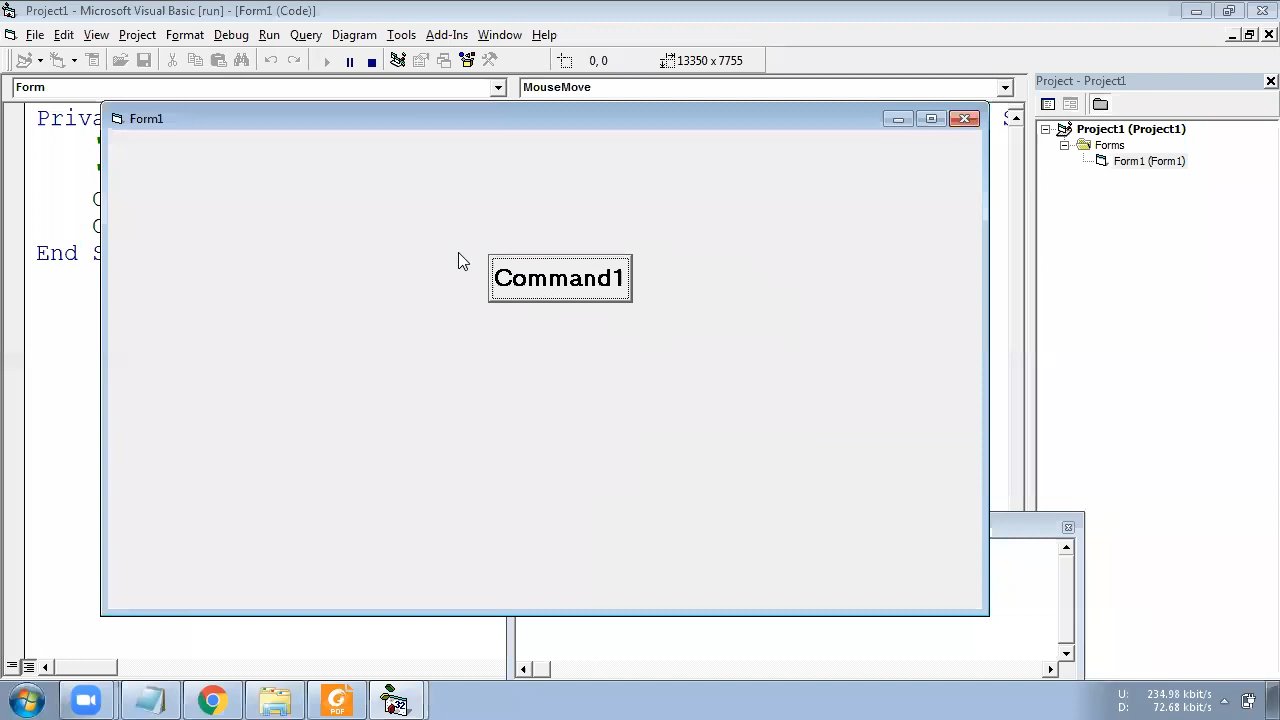 Project1 - Microsoft Visual Basic [run] - [Form1 (Code)]
File Edit View Project Format Debug Run Query Diagram Tools Add-Ins Window Help
0, 0 13350 x 7755
Form MouseMove
Project - Project1
Priva
Form1
Command1
End S
Project1 (Project1)
Forms
Form1 (Form1)
32
PDF
U: 234.98 kbit/s
D: 72.68 kbit/s